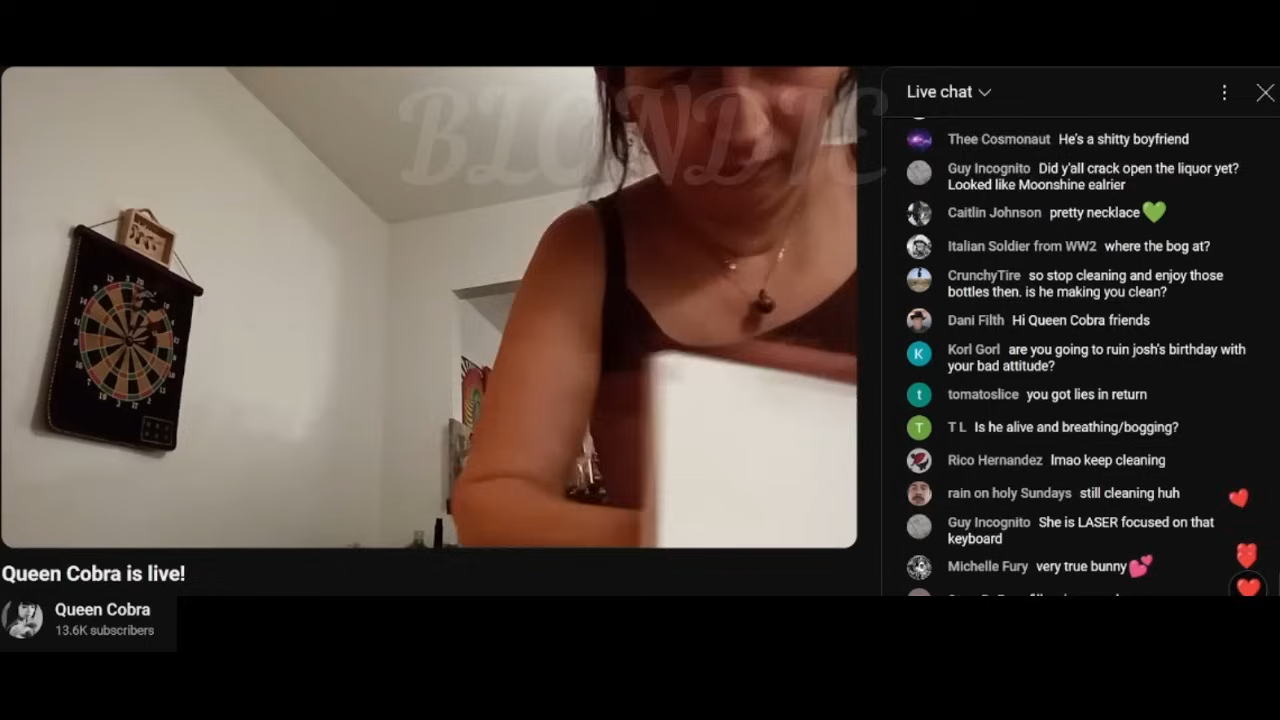 BLONDIE
Live chat
Thee Cosmonaut He's a shitty boyfriend
Guy Incognito Did y'all crack open the liquor yet?
Looked like Moonshine ealrier
Caitlin Johnson pretty necklace
Italian Soldier from WW2 where the bog at?
CrunchyTire so stop cleaning and enjoy those
bottles then. is he making you clean?
Dani Filth Hi Queen Cobra friends
K
Korl Gorl are you going to ruin josh's birthday with
your bad attitude?
t
tomatoslice you got lies in return
T
T L Is he alive and breathing/bogging?
Rico Hernandez lmao keep cleaning
rain on holy Sundays still cleaning huh
Guy Incognito She is LASER focused on that
keyboard
Michelle Fury very true bunny
Queen Cobra is live!
Queen Cobra
13.6K subscribers